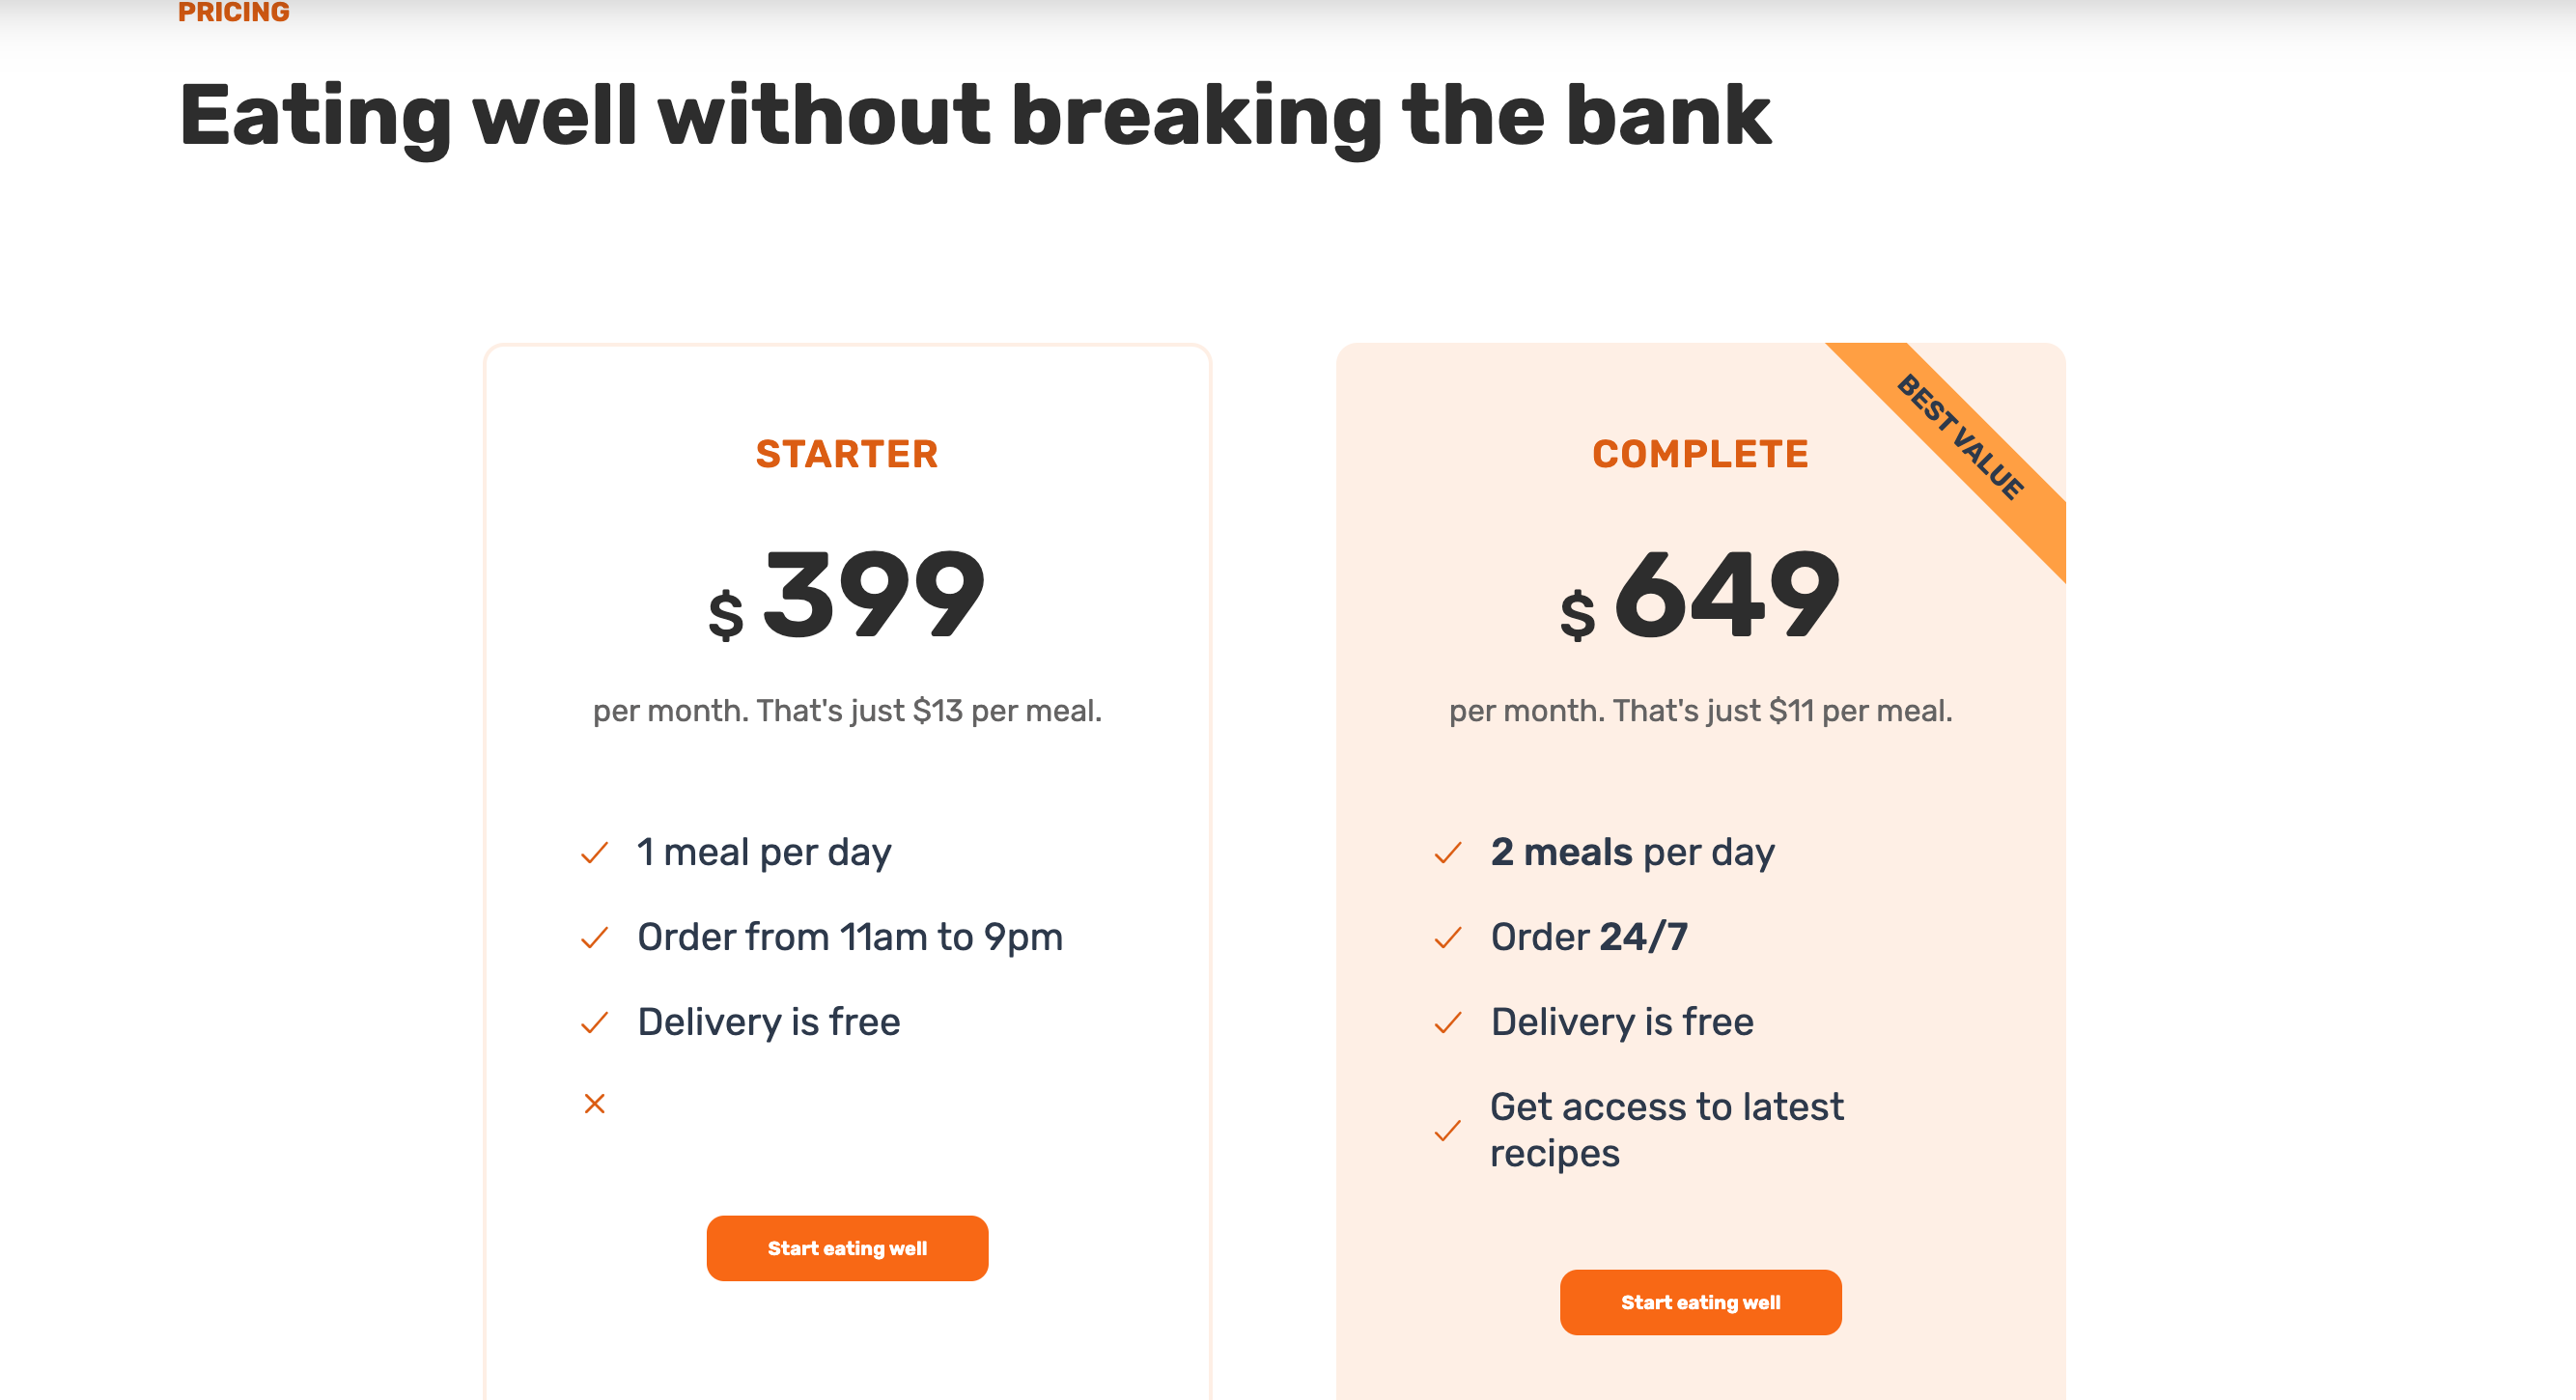 PRICING
Eating well without breaking the bank
STARTER
$ 399
per month. That's just $13 per meal.
1 meal per day
Order from 11am to 9pm
Delivery is free
Start eating well
BEST VALUE
COMPLETE
$ 649
per month. That's just $11 per meal.
2 meals per day
Order 24/7
Delivery is free
Get access to latest
recipes
Start eating well